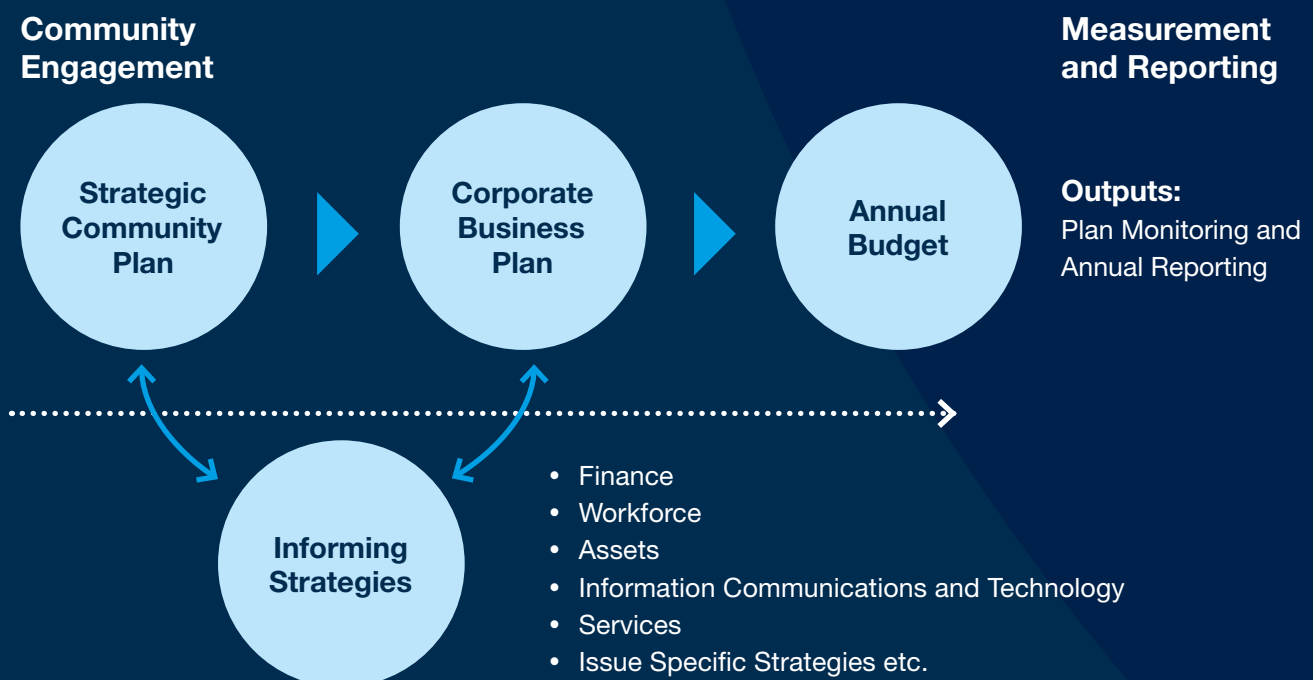 Community
Engagement
Measurement
and Reporting
Strategic
Community
Plan
Corporate
Business
Plan
Annual
Budget
Outputs:
Plan Monitoring and
Annual Reporting
Informing
Strategies
• Finance
• Workforce
• Assets
• Information Communications and Technology
• Services
• Issue Specific Strategies etc.